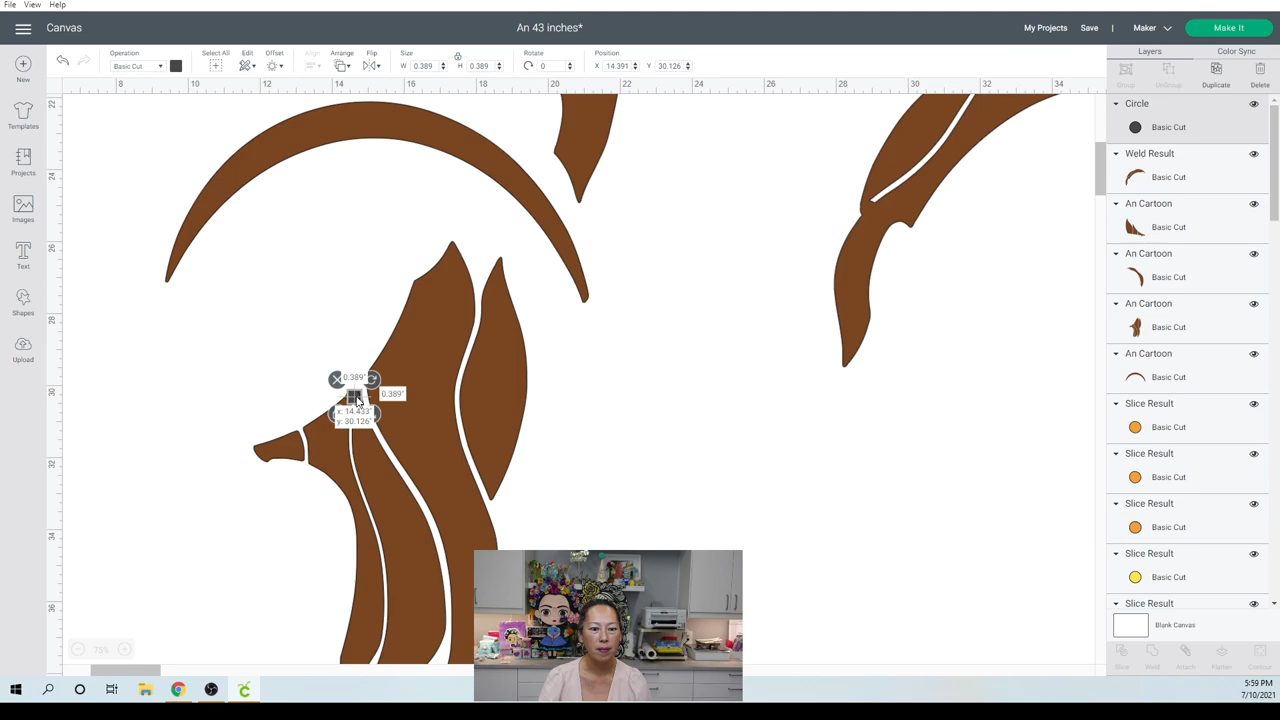 File View Help
Canvas An 43 inches* My Projects Save Maker Make It
Operation Select All Edit Offset Align Arrange Flip Size Rotate Position
Basic Cut W 0.389 H 0.389 0 X 14.391 Y 30.126
Layers Color Sync
Group UnGroup Duplicate Delete
8 10 12 14 16 18 20 22 24 26 28 30 32 34
22
24
26
28
30
32
34
36
New
Templates
Projects
Images
Text
Shapes
Upload
0.389"
0.389"
x: 14.433"
y: 30.126"
75%
Circle
Basic Cut
Weld Result
Basic Cut
An Cartoon
Basic Cut
An Cartoon
Basic Cut
An Cartoon
Basic Cut
An Cartoon
Basic Cut
Slice Result
Basic Cut
Slice Result
Basic Cut
Slice Result
Basic Cut
Slice Result
Basic Cut
Slice Result
Blank Canvas
Slice Weld Attach Flatten Contour
5:59 PM
7/10/2021